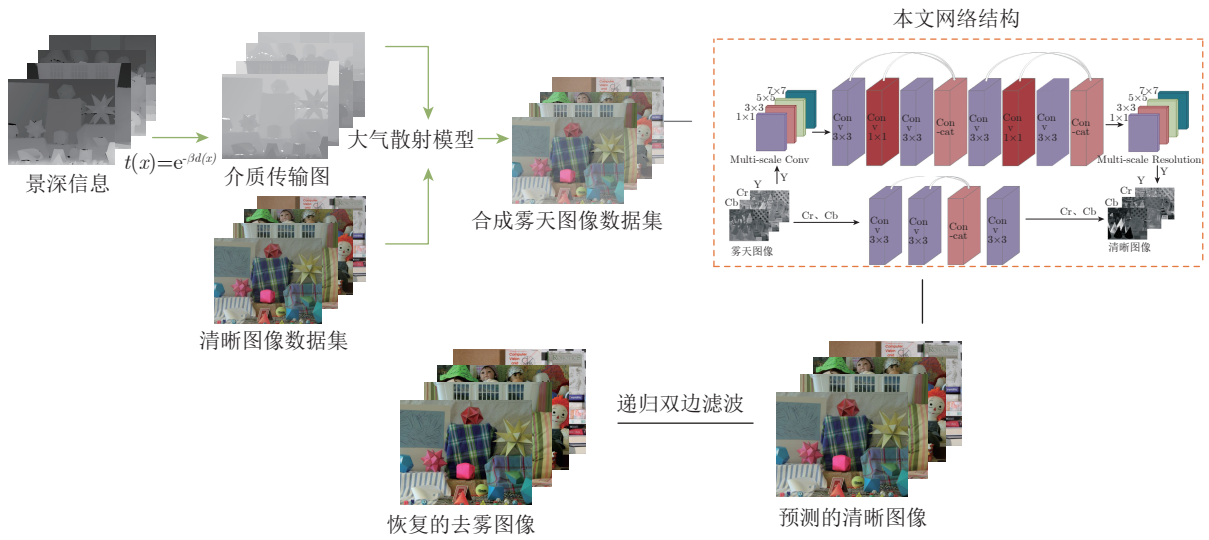 本文网络结构
景深信息
t(x)=e^{-βd(x)}
介质传输图
大气散射模型
清晰图像数据集
合成雾天图像数据集
1×1
3×3
5×5
7×7
Multi-scale Conv
Con
v
3×3
Con
v
1×1
Con
v
3×3
Con
-cat
Con
v
3×3
Con
v
1×1
Con
v
3×3
Con
-cat
1×1
3×3
5×5
7×7
Multi-scale Resolution
Y
Y
Y
Cr
Cb
雾天图像
Cr、Cb
Con
v
3×3
Con
v
3×3
Con
-cat
Con
v
3×3
Cr、Cb
Y
Cr
Cb
清晰图像
预测的清晰图像
递归双边滤波
恢复的去雾图像